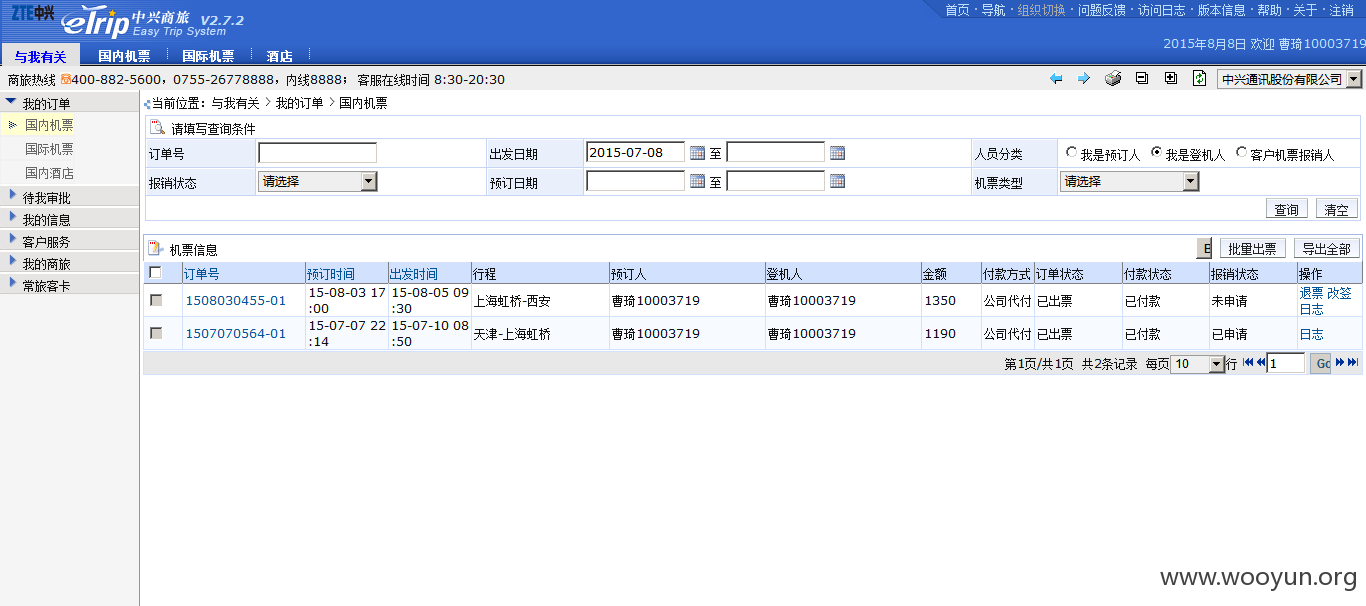 ZTE中兴 eTrip 中兴商旅 V2.7.2
Easy Trip System
首页 · 导航 · 组织切换 · 问题反馈 · 访问日志 · 版本信息 · 帮助 · 关于 · 注销
2015年8月8日 欢迎 曹琦10003719
与我有关 国内机票 国际机票 酒店
商旅热线 400-882-5600，0755-26778888，内线8888； 客服在线时间 8:30-20:30
中兴通讯股份有限公司
我的订单
国内机票
国际机票
国内酒店
待我审批
我的信息
客户服务
我的商旅
常旅客卡
当前位置：与我有关 > 我的订单 > 国内机票
请填写查询条件
订单号 出发日期 2015-07-08 至 人员分类 我是预订人 我是登机人 客户机票报销人
报销状态 请选择 预订日期 至 机票类型 请选择
查询 清空
机票信息
批量出票 导出全部
订单号 预订时间 出发时间 行程 预订人 登机人 金额 付款方式 订单状态 付款状态 报销状态 操作
1508030455-01 15-08-03 17:00 15-08-05 09:30 上海虹桥-西安 曹琦10003719 曹琦10003719 1350 公司代付 已出票 已付款 未申请 退票 改签 日志
1507070564-01 15-07-07 22:14 15-07-10 08:50 天津-上海虹桥 曹琦10003719 曹琦10003719 1190 公司代付 已出票 已付款 已申请 日志
第1页/共1页 共2条记录 每页 10 行 1 Go
www.wooyun.org